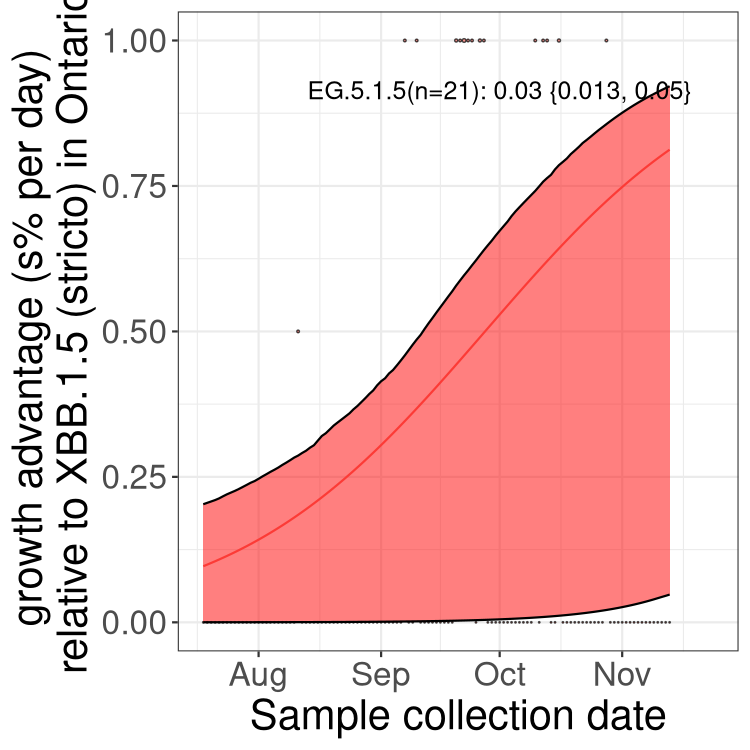 growth advantage (s% per day)
relative to XBB.1.5 (stricto) in Ontario
1.00
0.75
0.50
0.25
0.00
EG.5.1.5(n=21): 0.03 {0.013, 0.05}
Aug Sep Oct Nov
Sample collection date